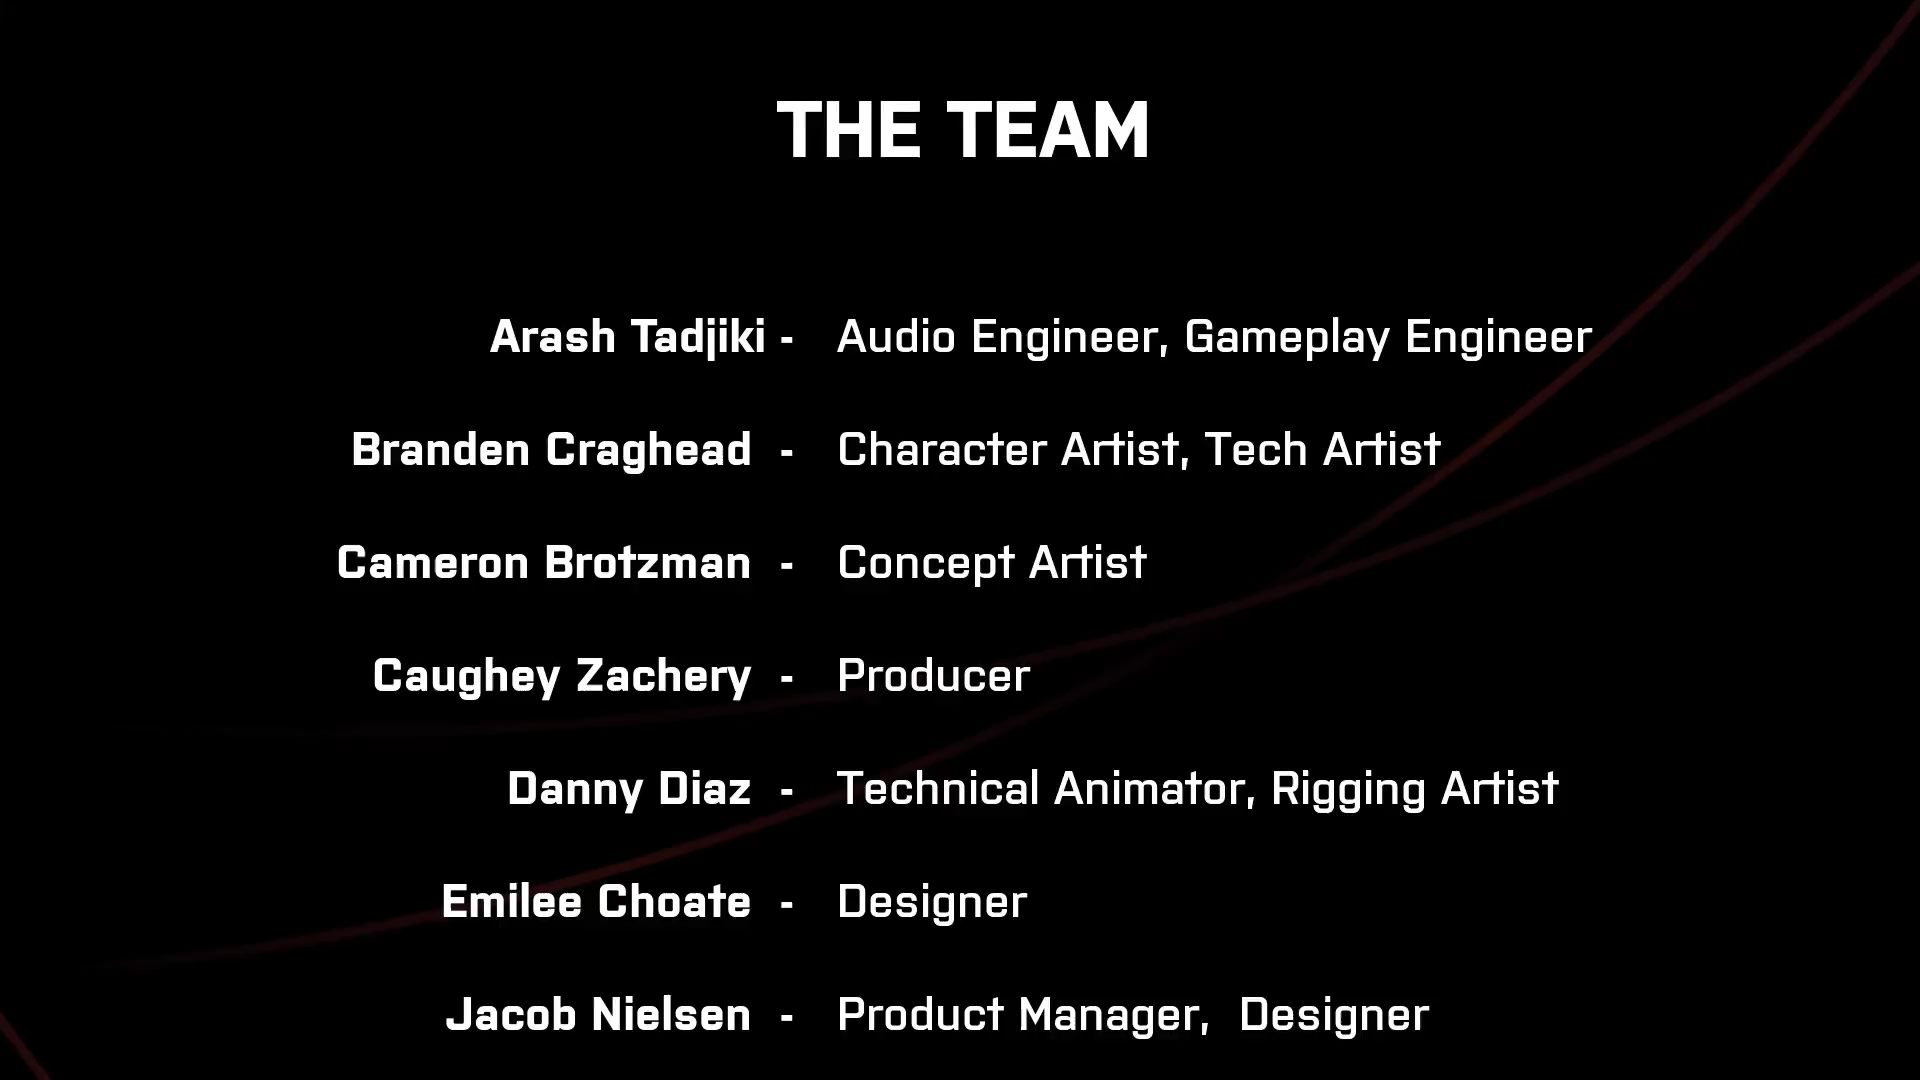 THE TEAM
Arash Tadjiki - Audio Engineer, Gameplay Engineer
Branden Craghead - Character Artist, Tech Artist
Cameron Brotzman - Concept Artist
Caughey Zachery - Producer
Danny Diaz - Technical Animator, Rigging Artist
Emilee Choate - Designer
Jacob Nielsen - Product Manager,  Designer